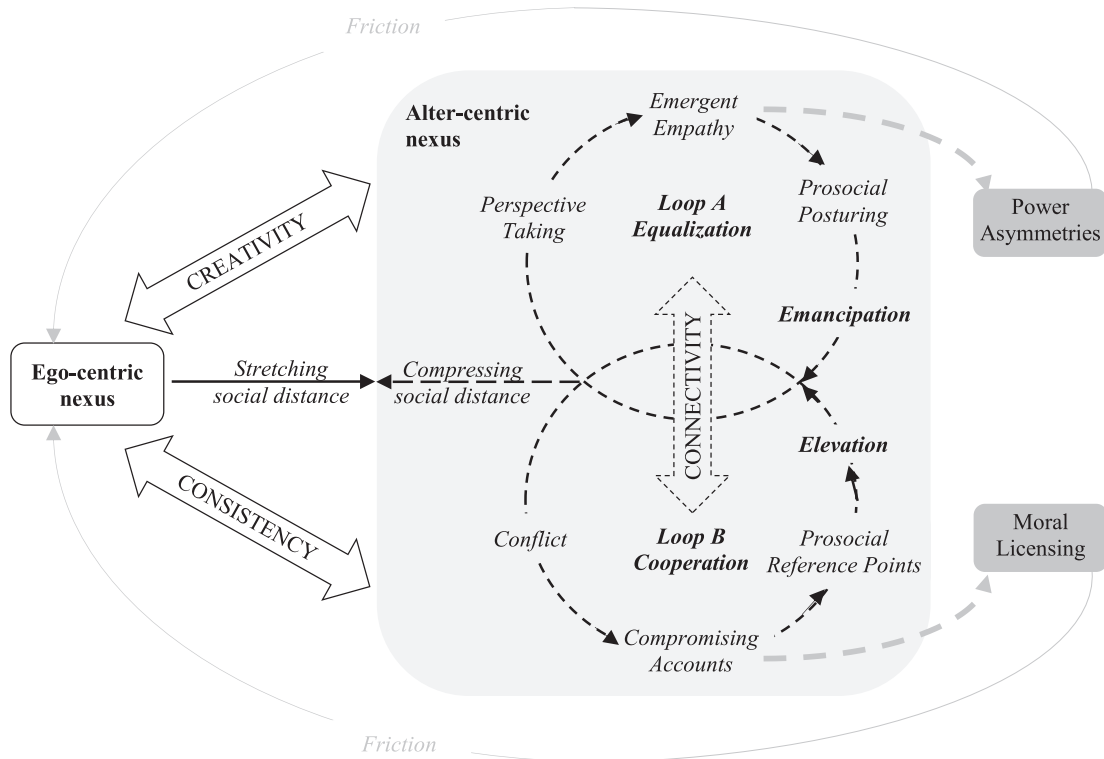 Friction
Alter-centric
nexus
Emergent
Empathy
Perspective
Taking
Loop A
Equalization
Prosocial
Posturing
Power
Asymmetries
CREATIVITY
Emancipation
Ego-centric
nexus
Stretching
social distance
Compressing
social distance
CONNECTIVITY
Elevation
CONSISTENCY
Conflict
Loop B
Cooperation
Prosocial
Reference Points
Moral
Licensing
Compromising
Accounts
Friction